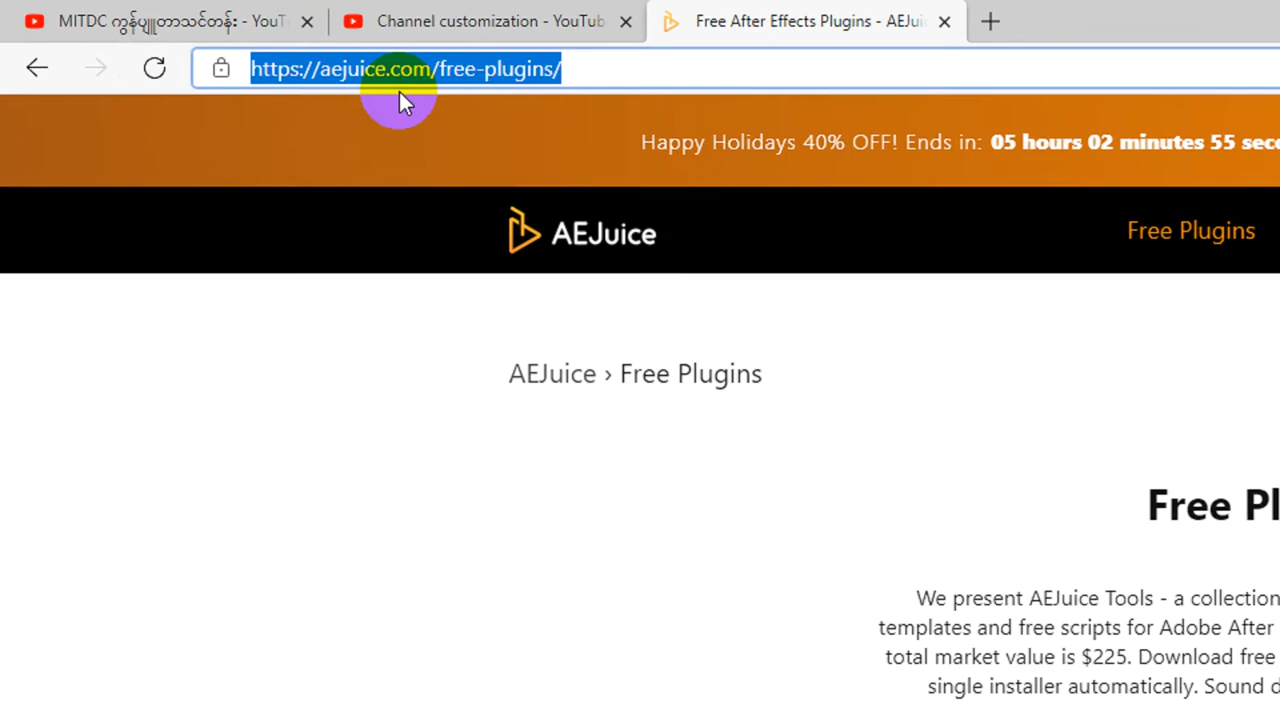 MITDC ကွန်ပျူတာသင်တန်း - YouT
Channel customization - YouTub
Free After Effects Plugins - AEJui
https://aejuice.com/free-plugins/
Happy Holidays 40% OFF! Ends in: 05 hours 02 minutes 55 seco
AEJuice
Free Plugins
AEJuice › Free Plugins
Free Pl
We present AEJuice Tools - a collection
templates and free scripts for Adobe After
total market value is $225. Download free
single installer automatically. Sound d